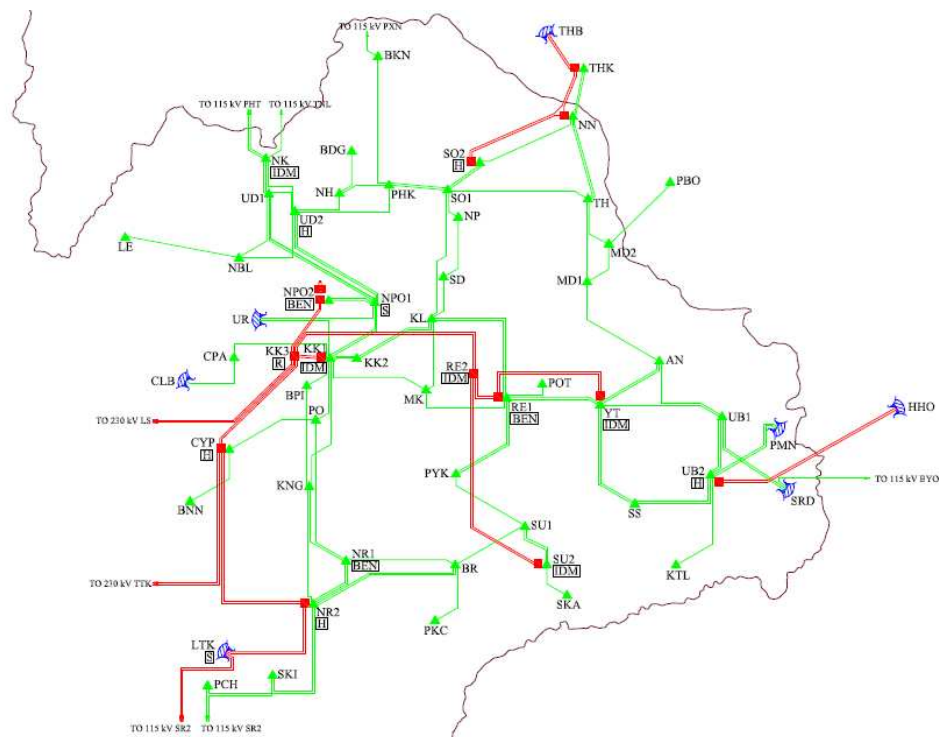 TO 115 kV PXN
THB
BKN
THK
TO 115 kV PHT
TO 115 kV TNL
NN
BDG
SO2
H
NK
IDM
PBO
UD1
NH
PHK
SO1
TH
UD2
H
NP
LE
NBL
MD2
SD
MD1
NPO2
BEN
NPO1
S
UR
KL
CPA
KK3
R
KK1
IDM
KK2
AN
CLB
RE2
IDM
BPI
MK
POT
RE1
BEN
YT
IDM
HHO
TO 230 kV LS
PO
UB1
CYP
H
PMN
PYK
UB2
H
TO 115 kV BYO
KNG
SRD
BNN
SS
SU1
NR1
BEN
BR
SU2
IDM
KTL
TO 230 kV TTK
SKA
NR2
H
PKC
LTK
S
SKI
PCH
TO 115 kV SR2
TO 115 kV SR2